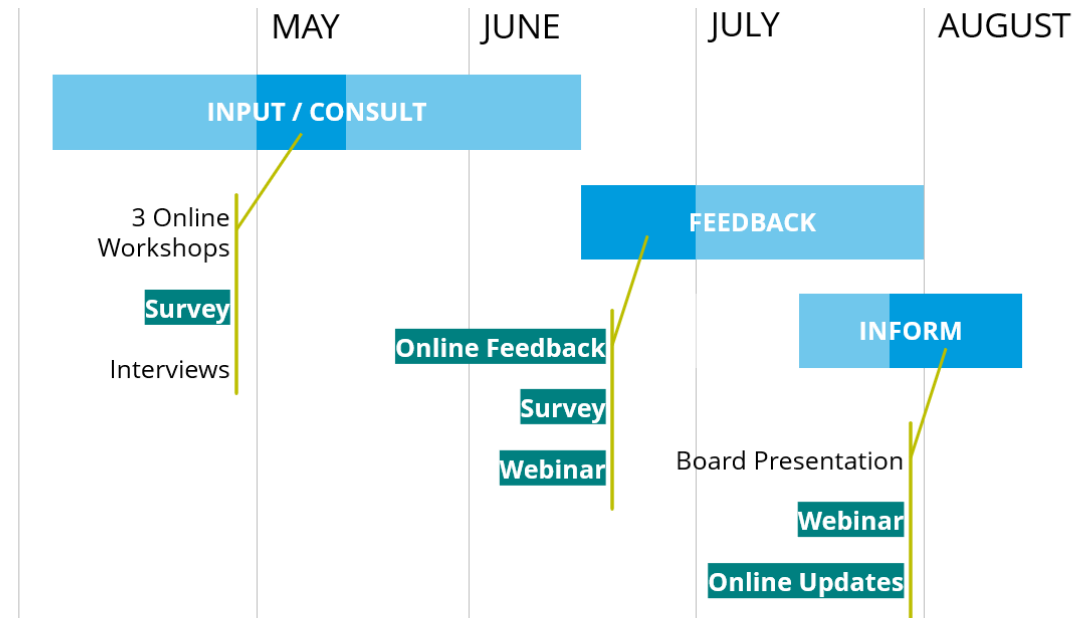 MAY
JUNE
JULY
AUGUST
INPUT / CONSULT
3 Online
Workshops
Survey
Interviews
FEEDBACK
Online Feedback
Survey
Webinar
INFORM
Board Presentation
Webinar
Online Updates